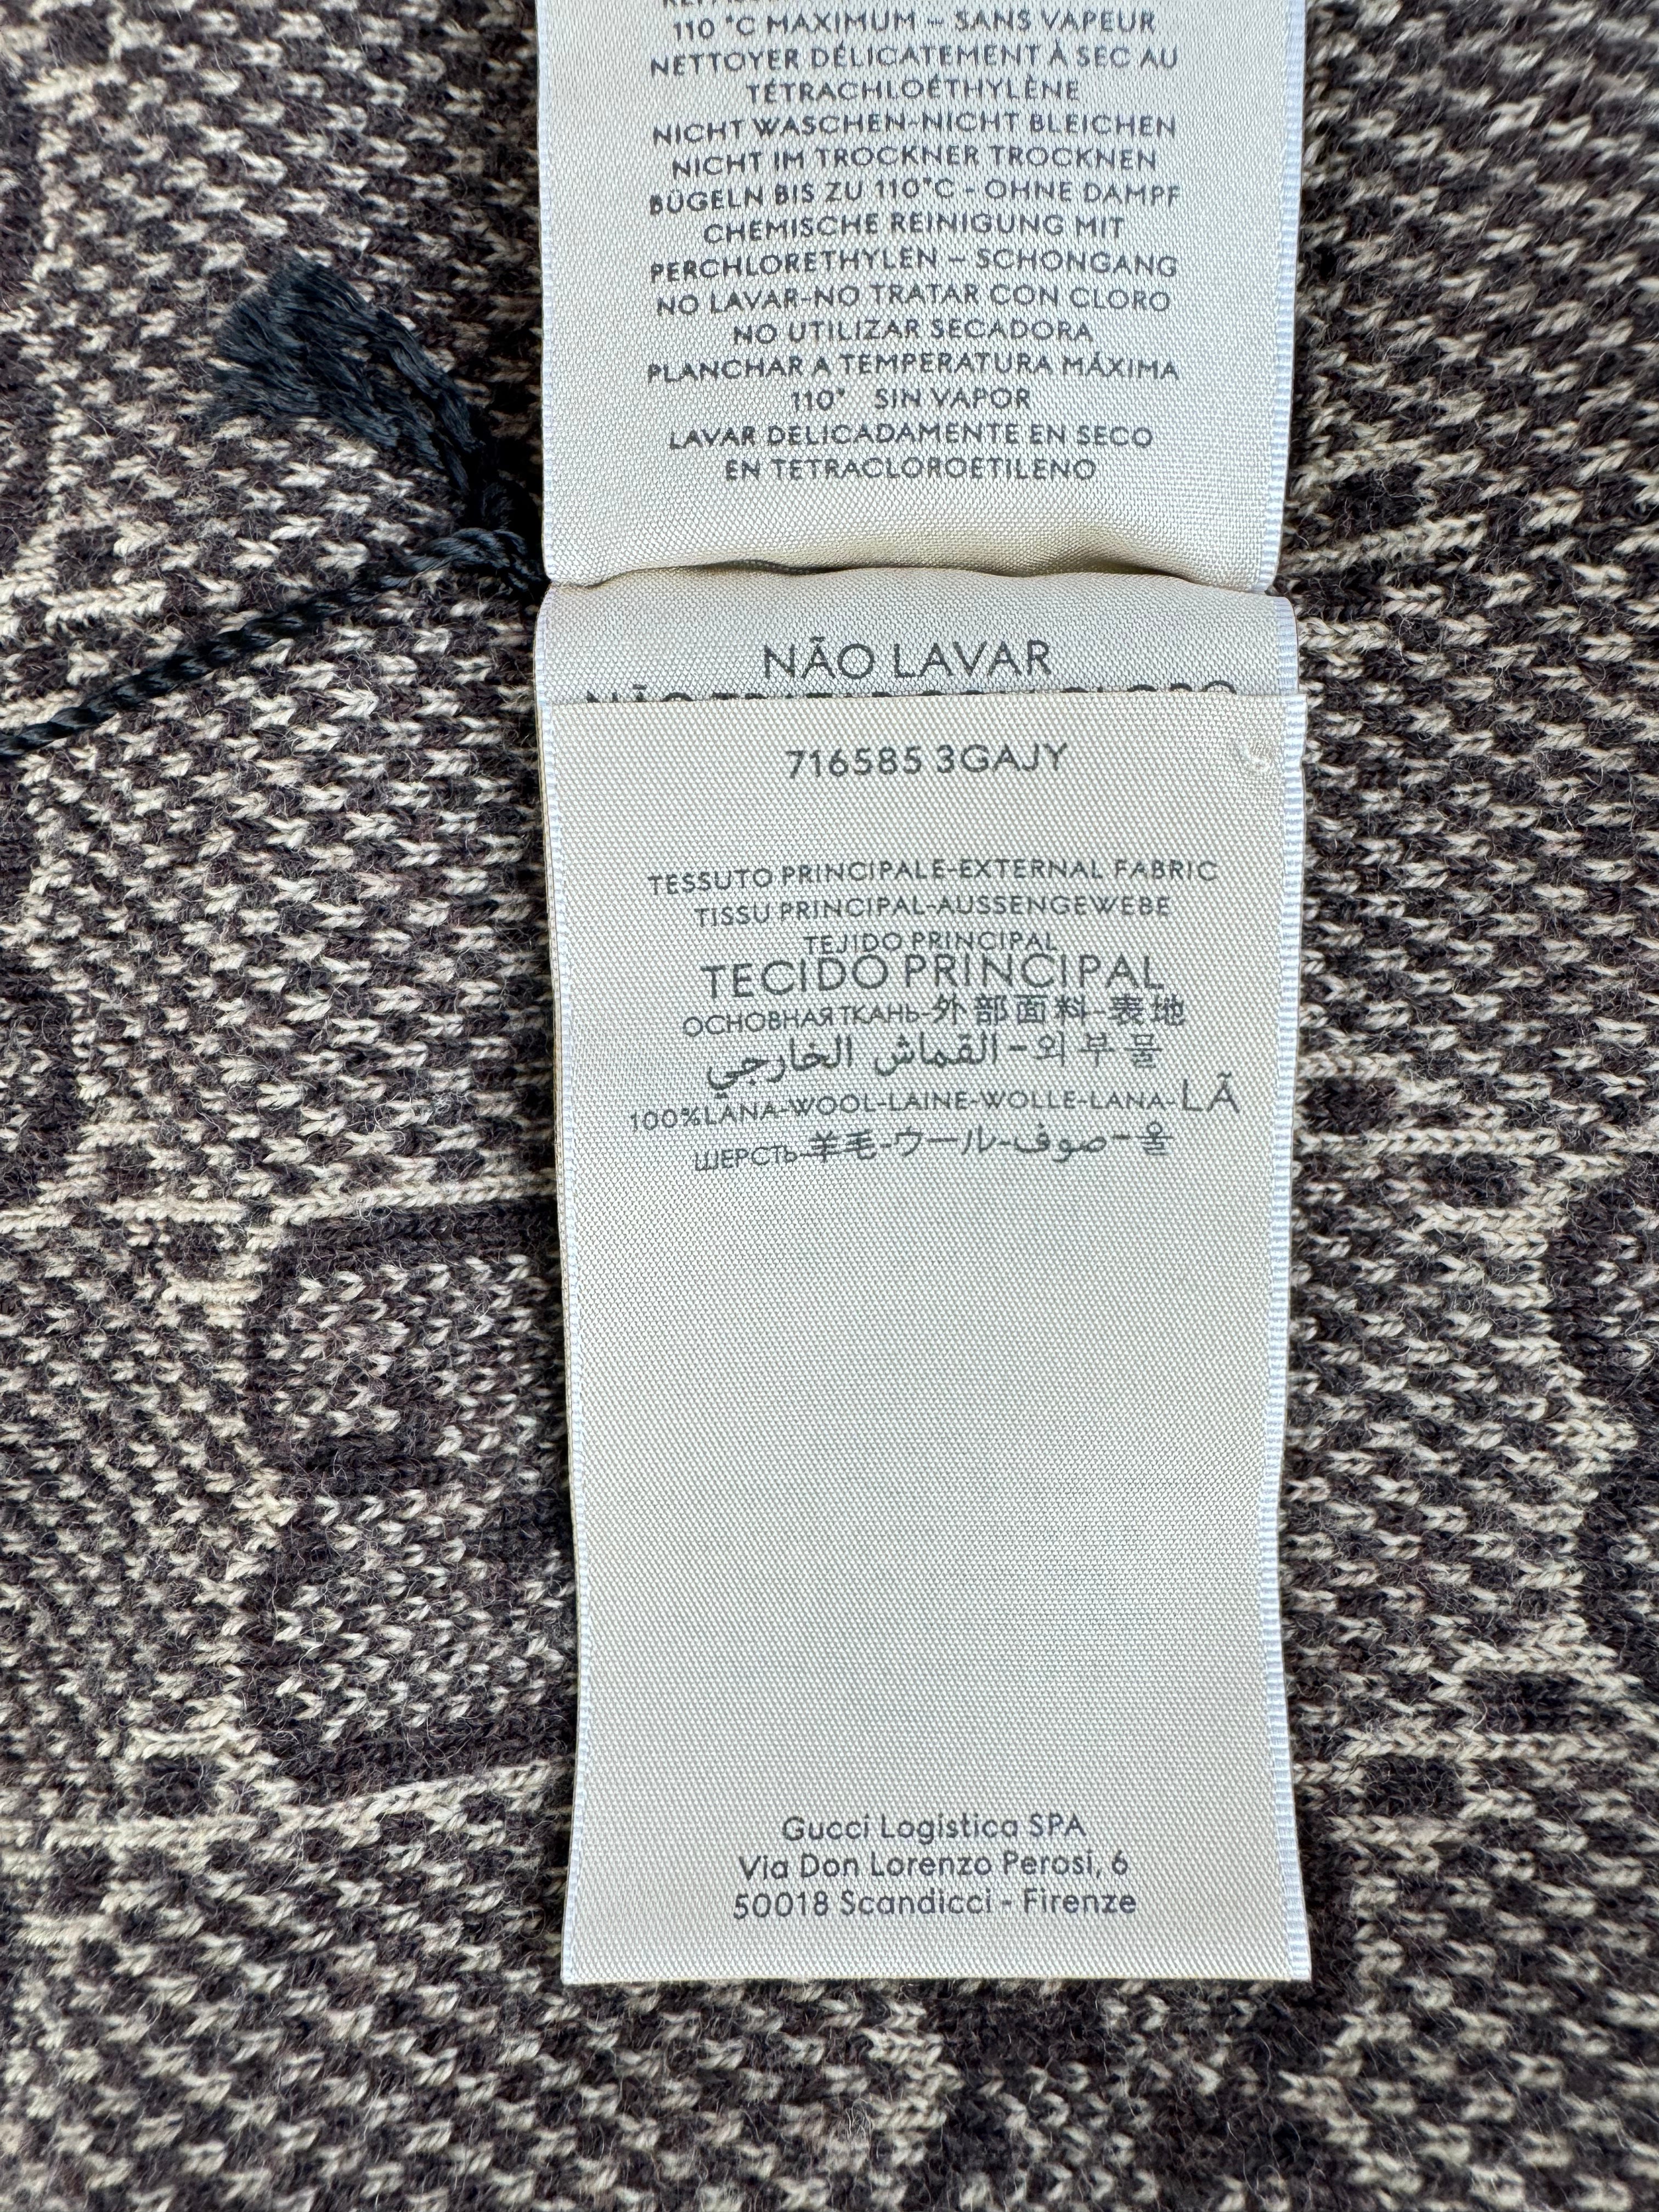 110 °C MAXIMUM – SANS VAPEUR
NETTOYER DÉLICATEMENT À SEC AU
TÉTRACHLOÉTHYLÈNE
NICHT WASCHEN-NICHT BLEICHEN
NICHT IM TROCKNER TROCKNEN
BÜGELN BIS ZU 110°C - OHNE DAMPF
CHEMISCHE REINIGUNG MIT
PERCHLORETHYLEN – SCHONGANG
NO LAVAR-NO TRATAR CON CLORO
NO UTILIZAR SECADORA
PLANCHAR A TEMPERATURA MÁXIMA
110° SIN VAPOR
LAVAR DELICADAMENTE EN SECO
EN TETRACLOROETILENO
NÃO LAVAR
NÃO TRATAR COM CLORO
716585 3GAJY
TESSUTO PRINCIPALE-EXTERNAL FABRIC
TISSU PRINCIPAL-AUSSENGEWEBE
TEJIDO PRINCIPAL
TECIDO PRINCIPAL
ОСНОВНАЯ ТКАНЬ-外部面料-表地
القماش الخارجي-외부물
100%LANA-WOOL-LAINE-WOLLE-LANA-LÃ
ШЕРСТЬ-羊毛-ウール-صوف-울
Gucci Logistica SPA
Via Don Lorenzo Perosi, 6
50018 Scandicci - Firenze